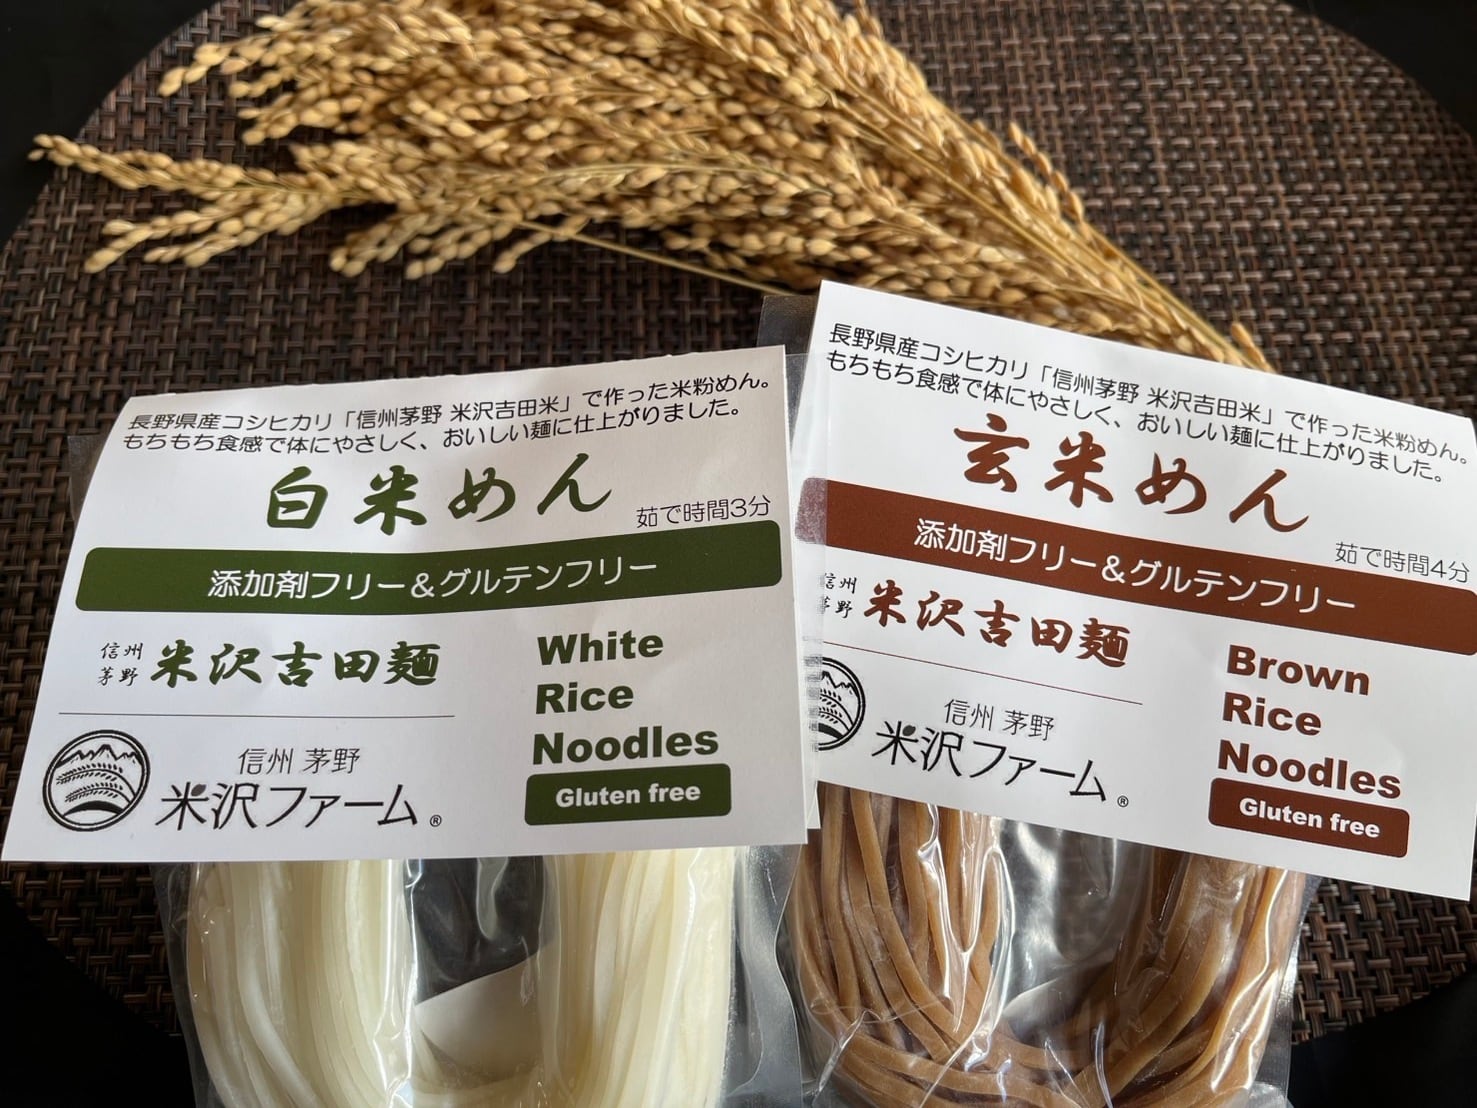 長野県産コシヒカリ「信州茅野 米沢吉田米」で作った米粉めん。
もちもち食感で体にやさしく、おいしい麺に仕上がりました。
白米めん
茹で時間3分
添加剤フリー&グルテンフリー
信州
茅野
米沢吉田麺
White
Rice
Noodles
Gluten free
信州 茅野
米沢ファーム®
長野県産コシヒカリ「信州茅野 米沢吉田米」で作った米粉めん。
もちもち食感で体にやさしく、おいしい麺に仕上がりました。
玄米めん
茹で時間4分
添加剤フリー&グルテンフリー
信州
茅野
米沢吉田麺
Brown
Rice
Noodles
Gluten free
信州 茅野
米沢ファーム®